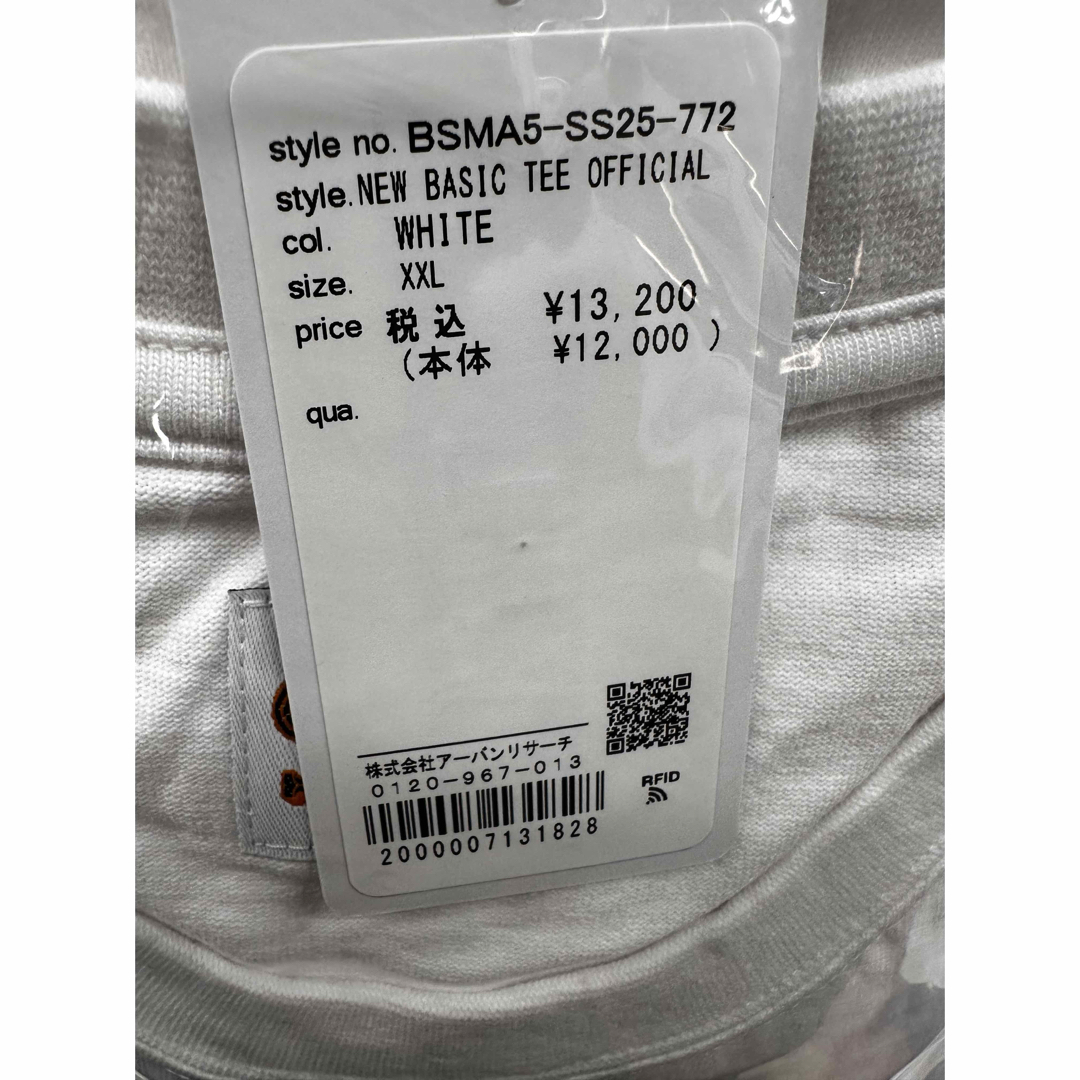 style no. BSMA5-SS25-772
style. NEW BASIC TEE OFFICIAL
col. WHITE
size. XXL
price 税込 ¥13,200
(本体 ¥12,000 )
qua.
株式会社アーバンリサーチ
0120-967-013
RFID
2000007131828